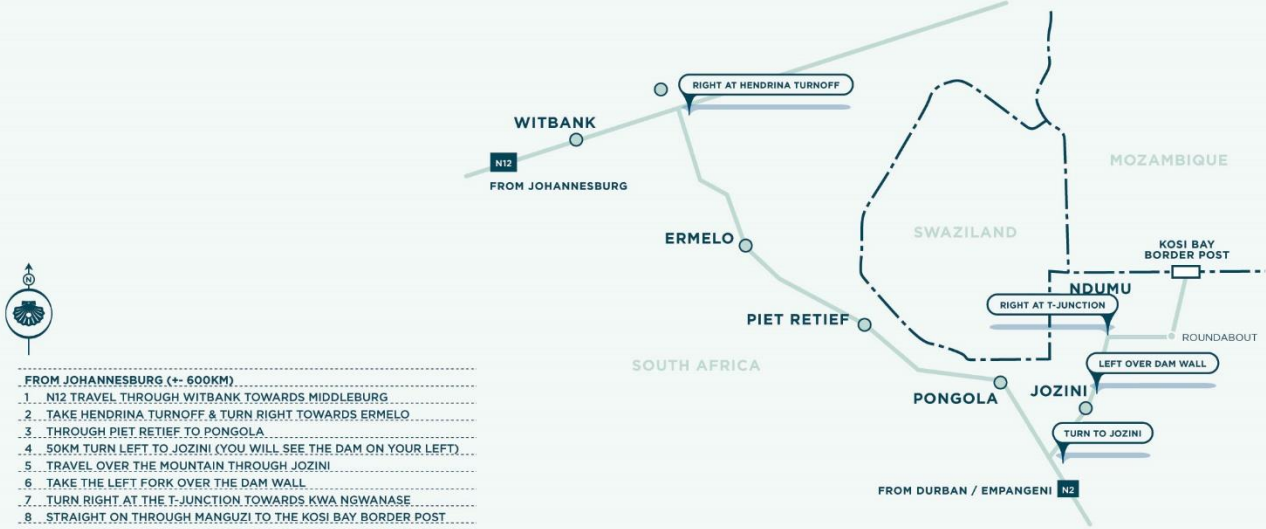 RIGHT AT HENDRINA TURNOFF
WITBANK
N12
FROM JOHANNESBURG
MOZAMBIQUE
ERMELO
SWAZILAND
KOSI BAY
BORDER POST
N
NDUMU
RIGHT AT T-JUNCTION
PIET RETIEF
ROUNDABOUT
SOUTH AFRICA
LEFT OVER DAM WALL
PONGOLA
JOZINI
TURN TO JOZINI
FROM DURBAN / EMPANGENI N2
FROM JOHANNESBURG (+- 600KM)
1 N12 TRAVEL THROUGH WITBANK TOWARDS MIDDLEBURG
2 TAKE HENDRINA TURNOFF & TURN RIGHT TOWARDS ERMELO
3 THROUGH PIET RETIEF TO PONGOLA
4 50KM TURN LEFT TO JOZINI (YOU WILL SEE THE DAM ON YOUR LEFT)
5 TRAVEL OVER THE MOUNTAIN THROUGH JOZINI
6 TAKE THE LEFT FORK OVER THE DAM WALL
7 TURN RIGHT AT THE T-JUNCTION TOWARDS KWA NGWANASE
8 STRAIGHT ON THROUGH MANGUZI TO THE KOSI BAY BORDER POST